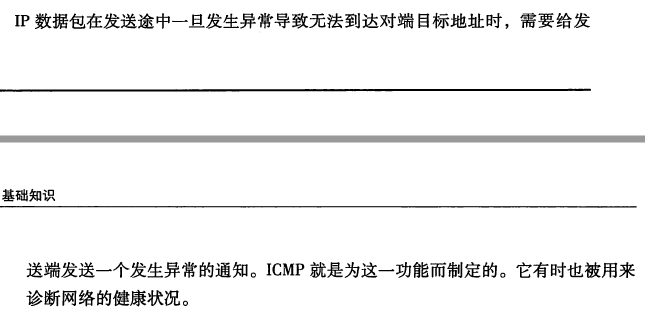 IP 数据包在发送途中一旦发生异常导致无法到达对端目标地址时，需要给发
基础知识
送端发送一个发生异常的通知。ICMP 就是为这一功能而制定的。它有时也被用来
诊断网络的健康状况。